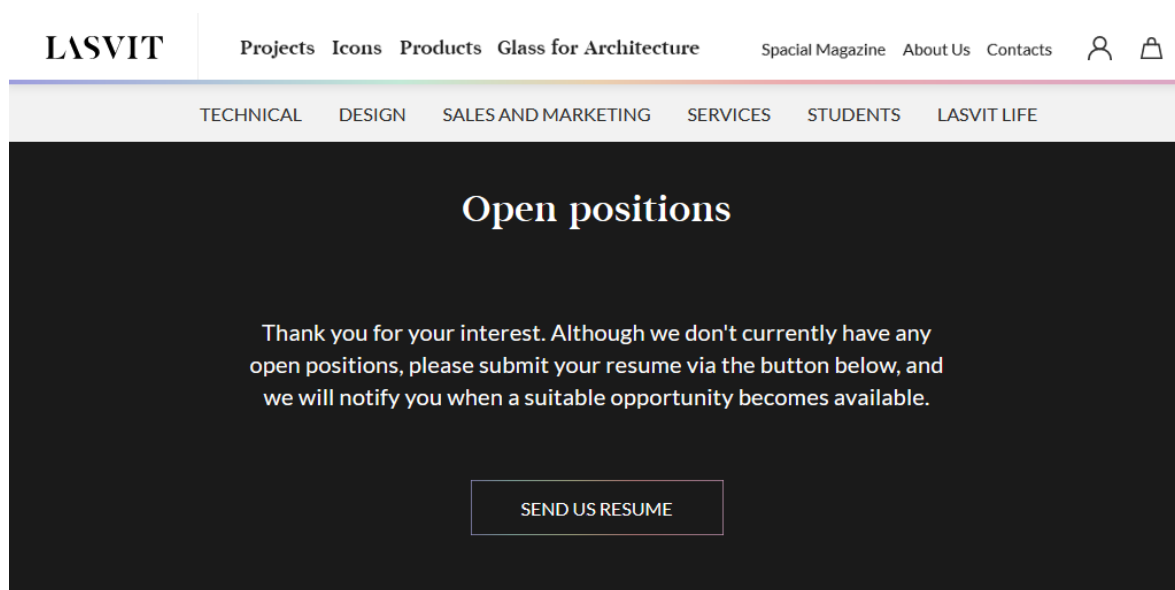 LASVIT
Projects Icons Products Glass for Architecture
Spacial Magazine About Us Contacts
TECHNICAL DESIGN SALES AND MARKETING SERVICES STUDENTS LASVIT LIFE
Open positions
Thank you for your interest. Although we don't currently have any
open positions, please submit your resume via the button below, and
we will notify you when a suitable opportunity becomes available.
SEND US RESUME